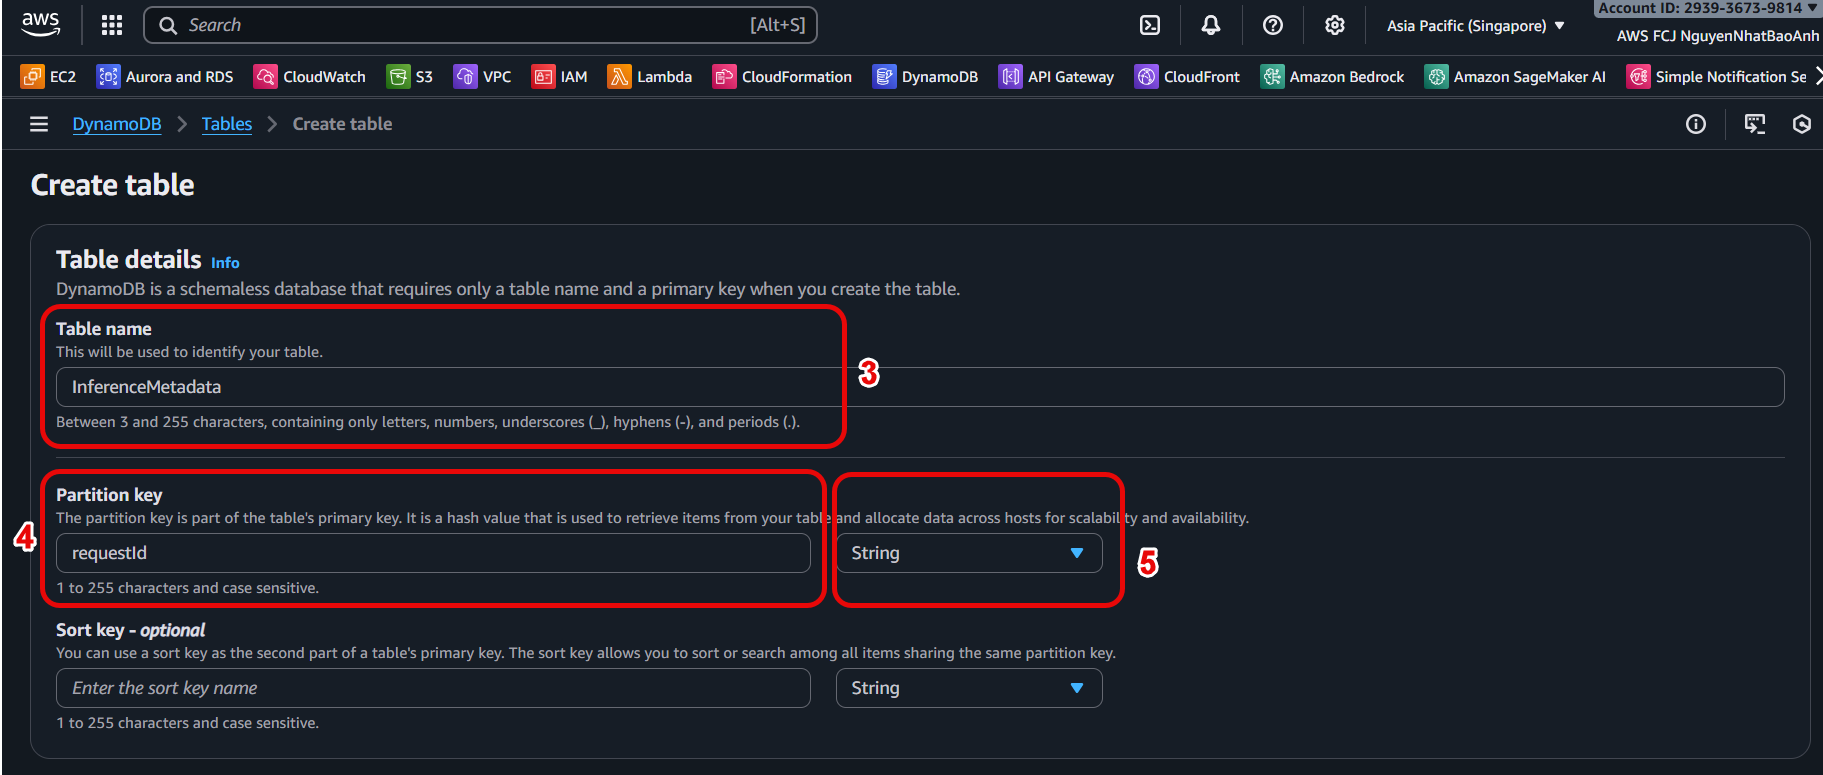 aws
Search [Alt+S]
Asia Pacific (Singapore)
Account ID: 2939-3673-9814
AWS FCJ NguyenNhatBaoAnh
EC2 Aurora and RDS CloudWatch S3 VPC IAM Lambda CloudFormation DynamoDB API Gateway CloudFront Amazon Bedrock Amazon SageMaker AI Simple Notification Se
DynamoDB Tables Create table
Create table
Table details Info
DynamoDB is a schemaless database that requires only a table name and a primary key when you create the table.
Table name
This will be used to identify your table.
3
InferenceMetadata
Between 3 and 255 characters, containing only letters, numbers, underscores (_), hyphens (-), and periods (.).
Partition key
The partition key is part of the table's primary key. It is a hash value that is used to retrieve items from your table and allocate data across hosts for scalability and availability.
4
requestId String
5
1 to 255 characters and case sensitive.
Sort key - optional
You can use a sort key as the second part of a table's primary key. The sort key allows you to sort or search among all items sharing the same partition key.
Enter the sort key name String
1 to 255 characters and case sensitive.